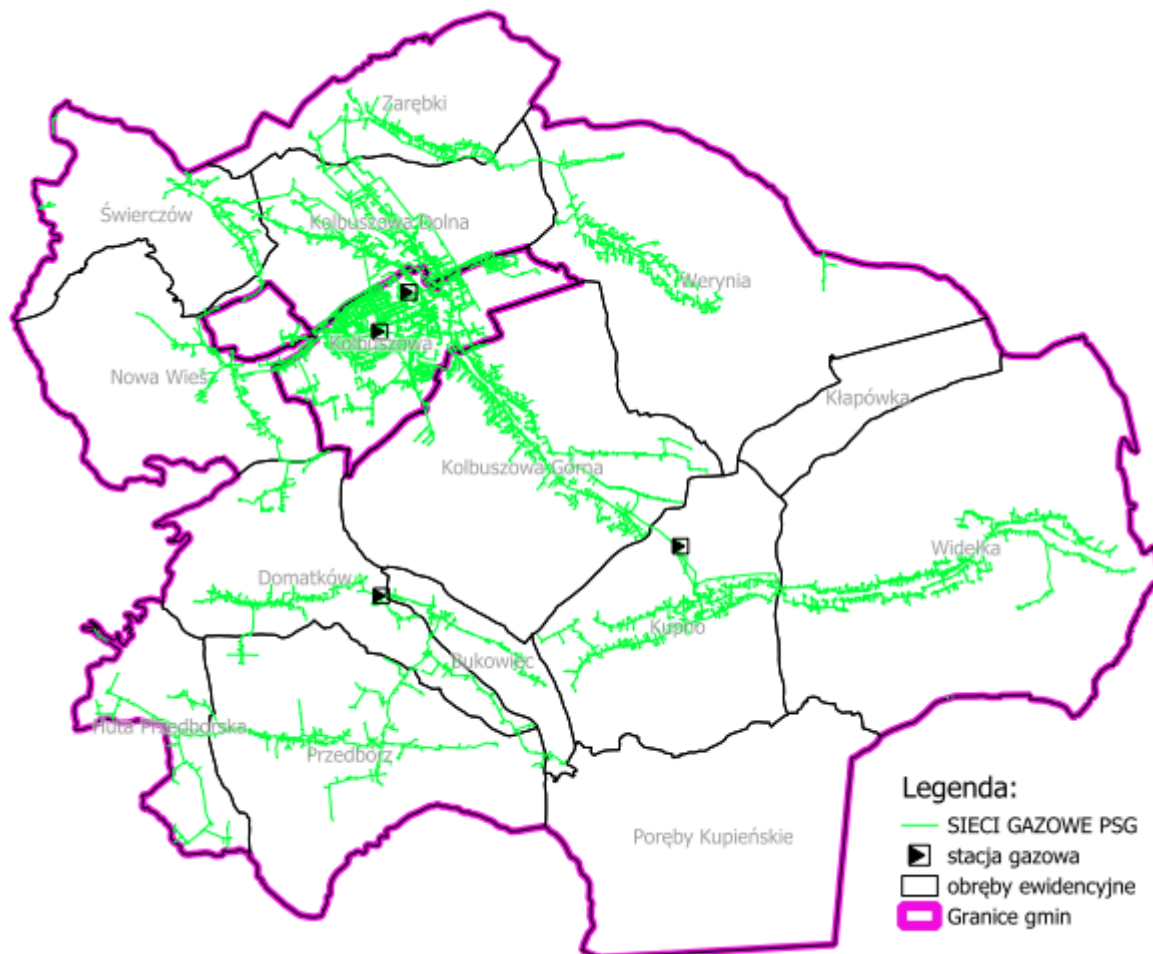 Zarębki
Świerczów
Kolbuszowa Dolna
Werynia
Kolbuszowa
Nowa Wieś
Kłapówka
Kolbuszowa Górna
Widełka
Domatków
Kupno
Bukowiec
Huta Przedborska
Przedbórz
Poręby Kupieńskie
Legenda:
SIECI GAZOWE PSG
stacja gazowa
obręby ewidencyjne
Granice gmin